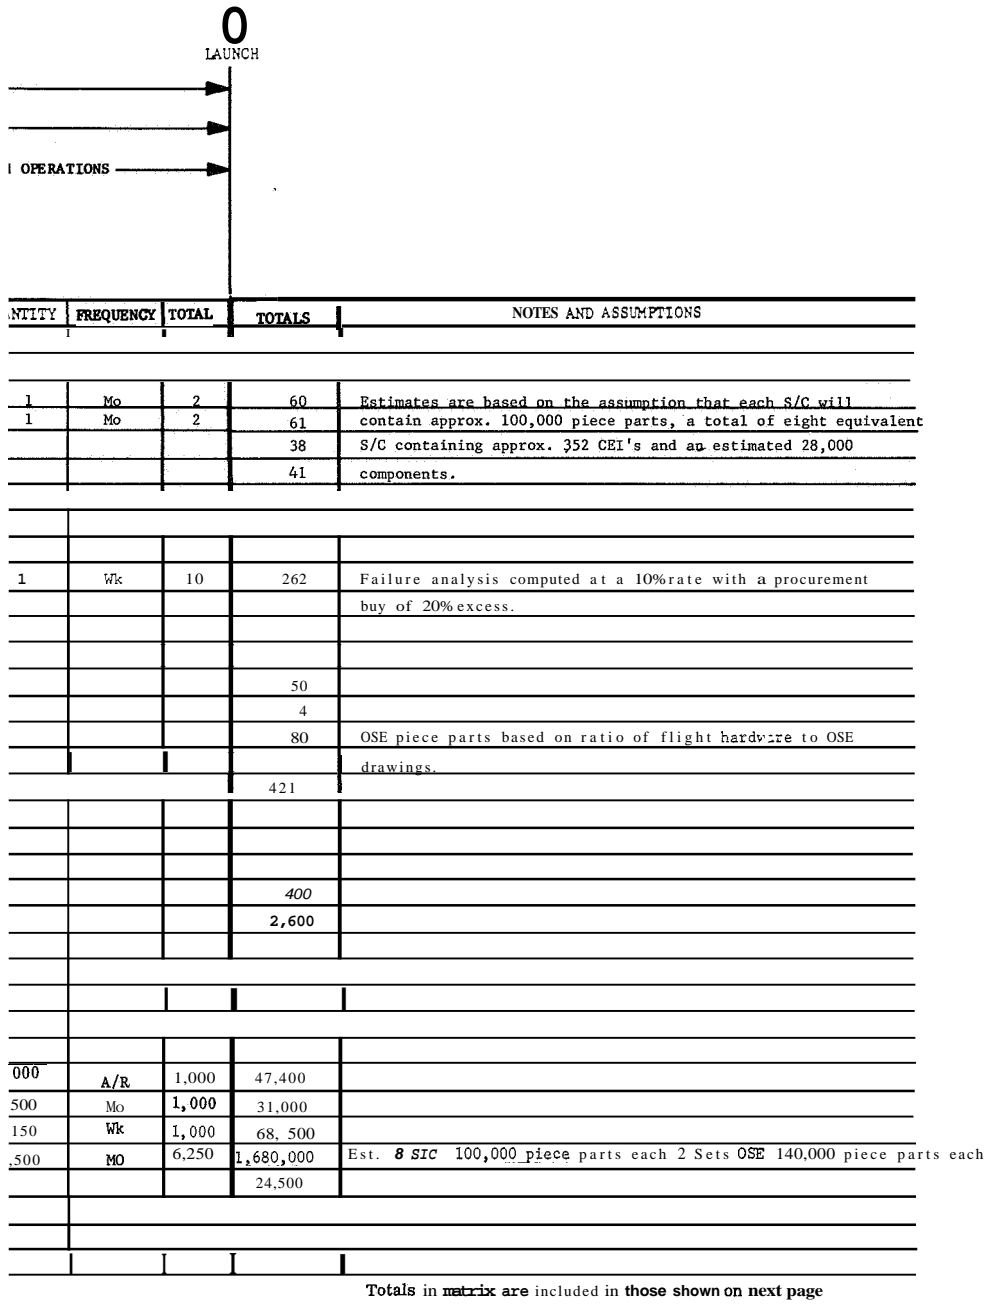 0
LAUNCH
OPERATIONS
NTITY FREQUENCY TOTAL TOTALS NOTES AND ASSUMPTIONS
1 Mo 2 60 Estimates are based on the assumption that each S/C will
1 Mo 2 61 contain approx. 100,000 piece parts, a total of eight equivalent
38 S/C containing approx. 352 CEI's and an estimated 28,000
41 components.
1 Wk 10 262 Failure analysis computed at a 10% rate with a procurement
buy of 20% excess.
50
4
80 OSE piece parts based on ratio of flight hardware to OSE
drawings.
421
400
2,600
000 A/R 1,000 47,400
500 Mo 1,000 31,000
150 Wk 1,000 68, 500
,500 MO 6,250 1,680,000 Est. 8 SIC 100,000 piece parts each 2 Sets OSE 140,000 piece parts each
24,500
Totals in matrix are included in those shown on next page